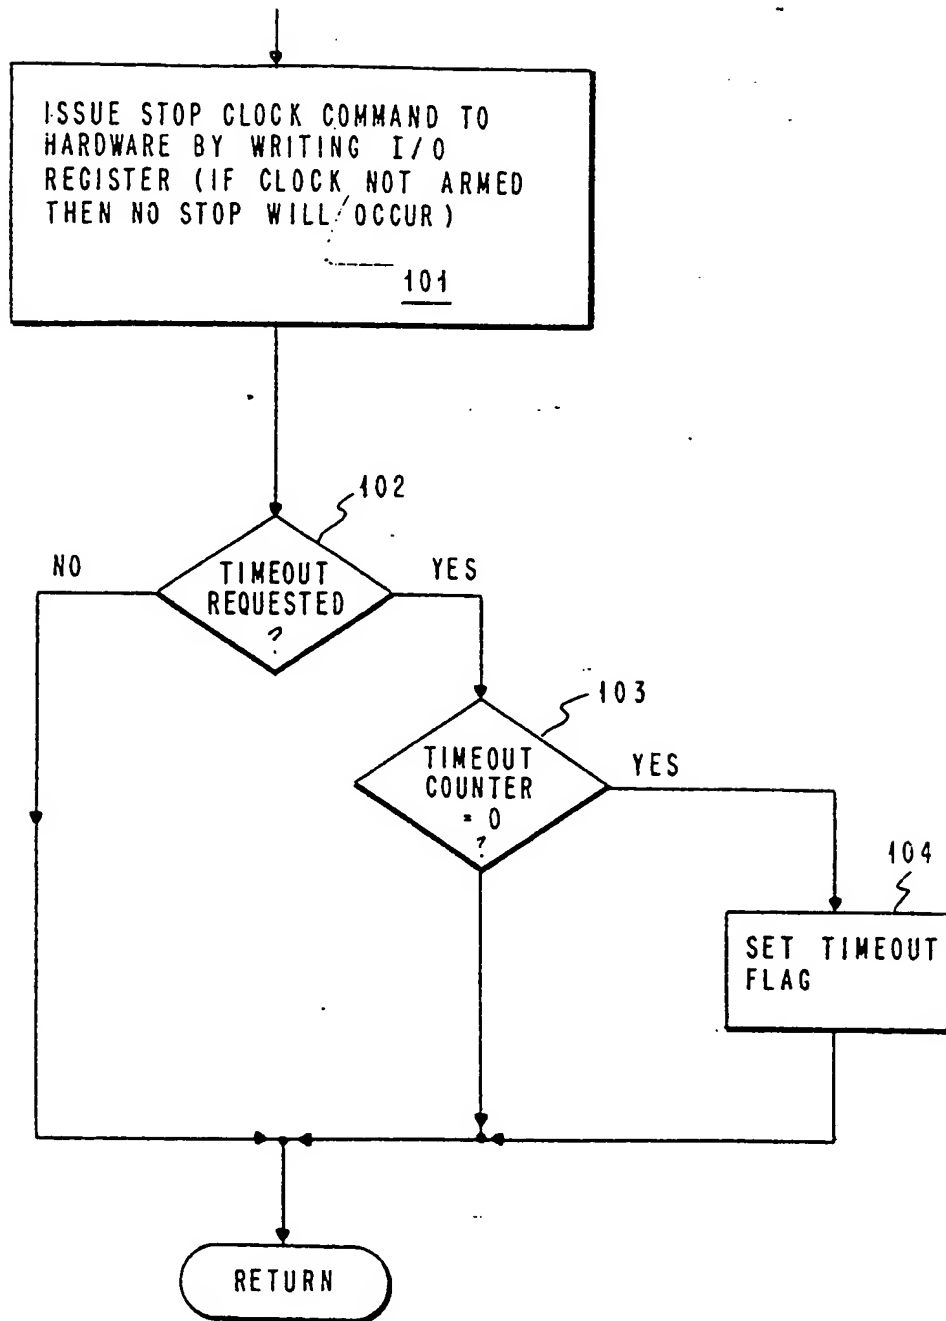 ISSUE STOP CLOCK COMMAND TO
HARDWARE BY WRITING I/O
REGISTER (IF CLOCK NOT ARMED
THEN NO STOP WILL OCCUR)
101
102
NO
YES
TIMEOUT
REQUESTED
?
103
TIMEOUT
COUNTER
= 0
?
YES
104
SET TIMEOUT
FLAG
RETURN